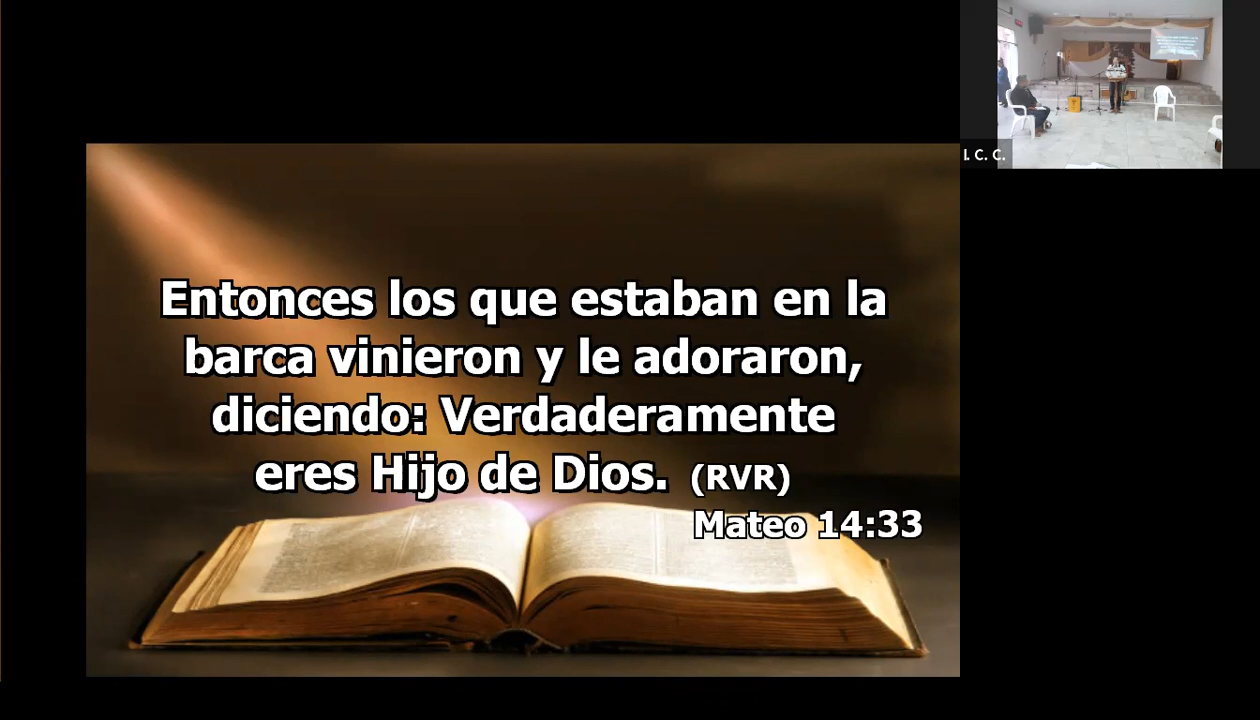 Entonces los que estaban en la
barca vinieron y le adoraron,
diciendo: Verdaderamente
eres Hijo de Dios. (RVR)
Mateo 14:33
I. C. C.